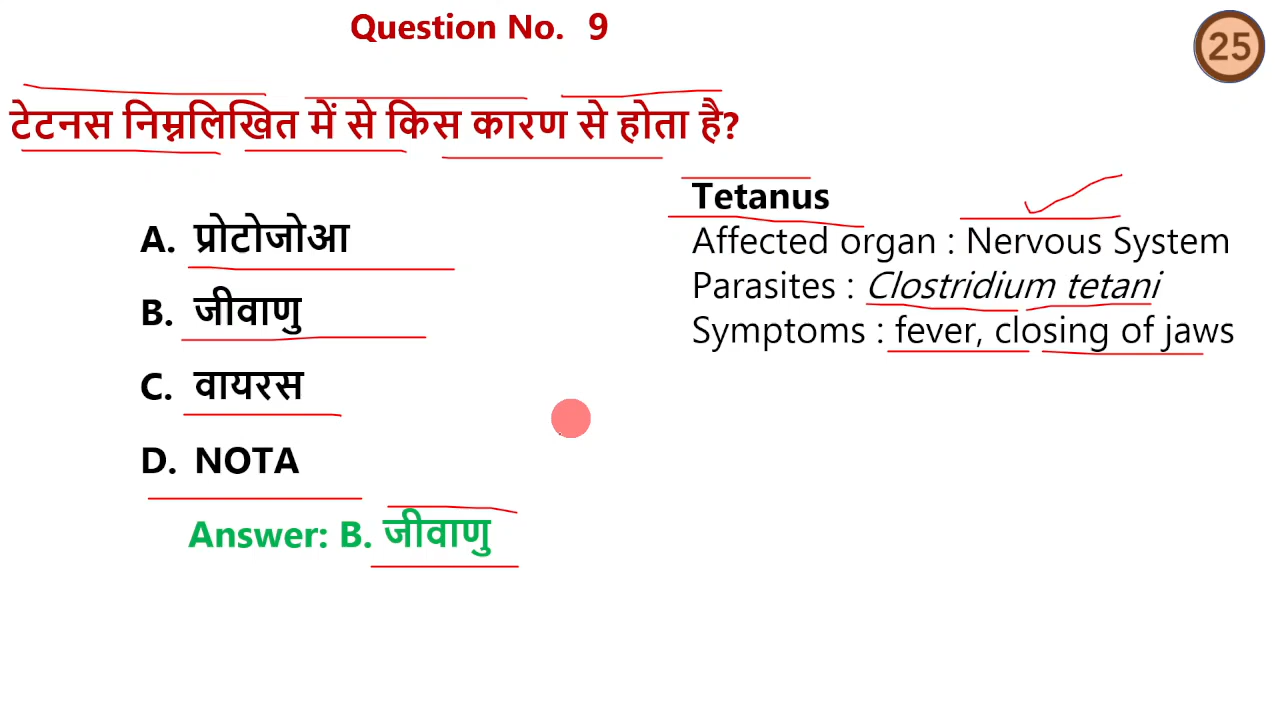 Question No. 9
25
टेटनस निम्नलिखित में से किस कारण से होता है?
A. प्रोटोजोआ
B. जीवाणु
C. वायरस
D. NOTA
Answer: B. जीवाणु
Tetanus
Affected organ : Nervous System
Parasites : Clostridium tetani
Symptoms : fever, closing of jaws